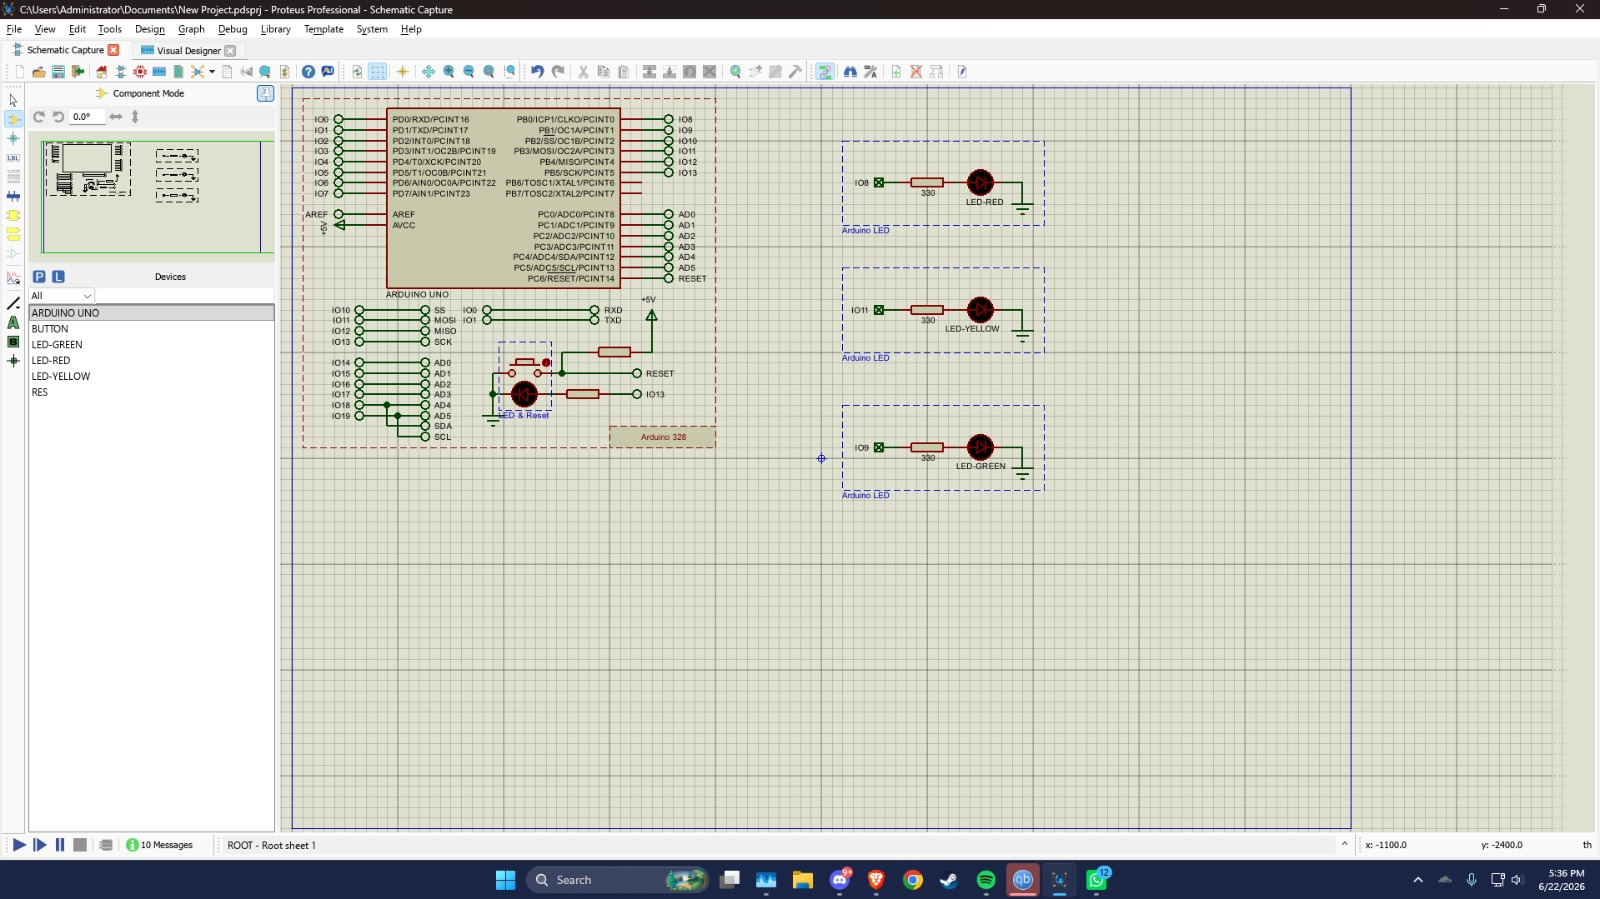 C:\Users\Administrator\Documents\New Project.pdsprj - Proteus Professional - Schematic Capture
File View Edit Tools Design Graph Debug Library Template System Help
Schematic Capture Visual Designer
Component Mode
0.0°
LBL
P L Devices
All
ARDUINO UNO
BUTTON
LED-GREEN
LED-RED
LED-YELLOW
RES
IO0 PD0/RXD/PCINT16 PB0/ICP1/CLKO/PCINT0 IO8
IO1 PD1/TXD/PCINT17 PB1/OC1A/PCINT1 IO9
IO2 PD2/INT0/PCINT18 PB2/SS/OC1B/PCINT2 IO10
IO3 PD3/INT1/OC2B/PCINT19 PB3/MOSI/OC2A/PCINT3 IO11
IO4 PD4/T0/XCK/PCINT20 PB4/MISO/PCINT4 IO12
IO5 PD5/T1/OC0B/PCINT21 PB5/SCK/PCINT5 IO13
IO6 PD6/AIN0/OC0A/PCINT22 PB6/TOSC1/XTAL1/PCINT6
IO7 PD7/AIN1/PCINT23 PB7/TOSC2/XTAL2/PCINT7
AREF AREF PC0/ADC0/PCINT8 AD0
+5V AVCC PC1/ADC1/PCINT9 AD1
PC2/ADC2/PCINT10 AD2
PC3/ADC3/PCINT11 AD3
PC4/ADC4/SDA/PCINT12 AD4
PC5/ADC5/SCL/PCINT13 AD5
PC6/RESET/PCINT14 RESET
ARDUINO UNO
+5V
IO10 SS IO0 RXD
IO11 MOSI IO1 TXD
IO12 MISO
IO13 SCK
IO14 AD0
IO15 AD1 RESET
IO16 AD2
IO17 AD3 IO13
IO18 AD4
IO19 AD5 LED & Reset
SDA
SCL
Arduino 328
IO8
330
LED-RED
Arduino LED
IO11
330
LED-YELLOW
Arduino LED
IO9
330
LED-GREEN
Arduino LED
10 Messages ROOT - Root sheet 1 x: -1100.0 y: -2400.0 th
Search
9+
qb
12
5:36 PM
6/22/2026